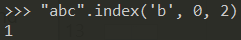 >>> "abc".index('b', 0, 2)
1